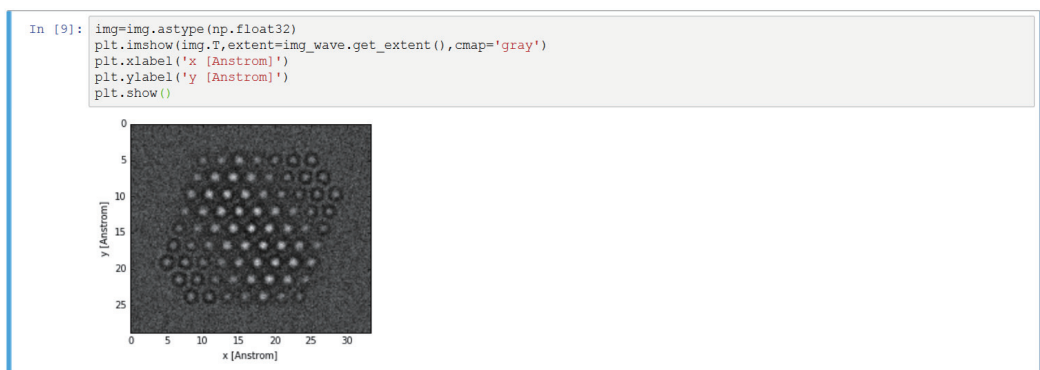 In [9]: img=img.astype(np.float32)
plt.imshow(img.T,extent=img_wave.get_extent(),cmap='gray')
plt.xlabel('x [Anstrom]')
plt.ylabel('y [Anstrom]')
plt.show()
0
5
10
15
20
25
y [Anstrom]
0 5 10 15 20 25 30
x [Anstrom]